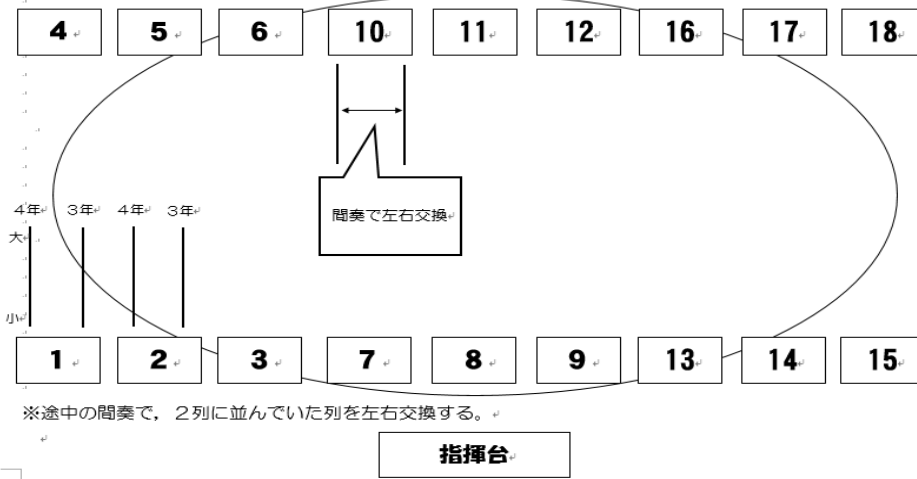 4 5 6 10 11 12 16 17 18
間奏で左右交換
4年 3年 4年 3年
大
小
1 2 3 7 8 9 13 14 15
※途中の間奏で，２列に並んでいた列を左右交換する。
指揮台